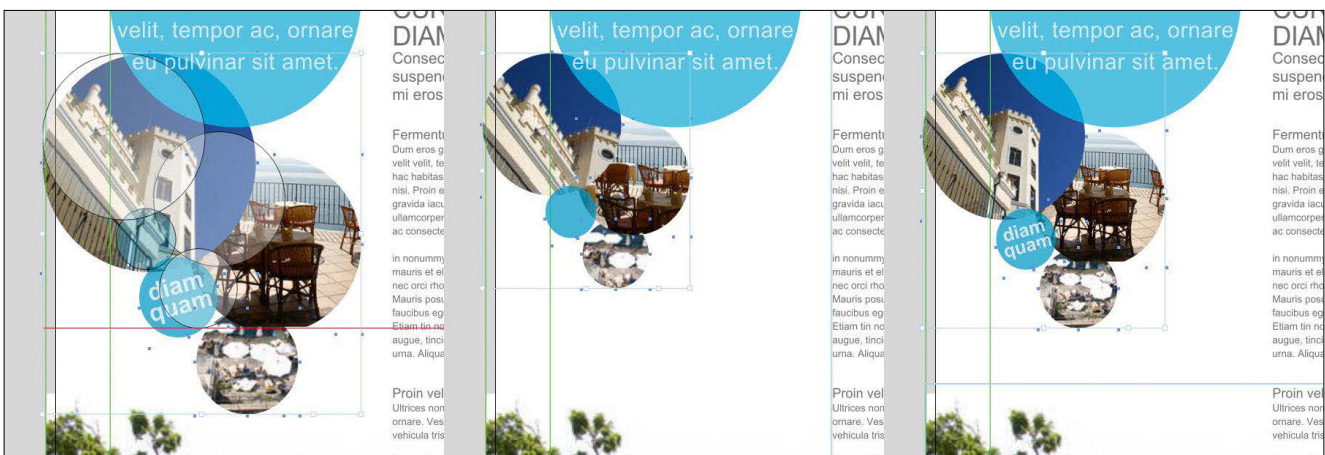 velit, tempor ac, ornare
eu pulvinar sit amet.
diam
quam
DIAM
Consec
suspen
mi eros
Ferment
Dum eros g
velit velit, te
hac habitas
nisi. Proin e
gravida iacu
ullamcorper
ac consecte
in nonummy
mauris et el
nec orci rho
Mauris posu
faucibus eg
Etiam tin no
augue, tinci
urna. Aliqua
Proin vel
Ultrices non
ornare. Ves
vehicula tris
velit, tempor ac, ornare
eu pulvinar sit amet.
DIAM
Consec
suspen
mi eros
Ferment
Dum eros g
velit velit, te
hac habitas
nisi. Proin e
gravida iacu
ullamcorper
ac consecte
in nonummy
mauris et el
nec orci rho
Mauris posu
faucibus eg
Etiam tin no
augue, tinci
urna. Aliqua
Proin vel
Ultrices non
ornare. Ves
vehicula tris
velit, tempor ac, ornare
eu pulvinar sit amet.
diam
quam
DIAM
Consec
suspen
mi eros
Ferment
Dum eros g
velit velit, te
hac habitas
nisi. Proin e
gravida iacu
ullamcorper
ac consecte
in nonummy
mauris et el
nec orci rho
Mauris posu
faucibus eg
Etiam tin no
augue, tinci
urna. Aliqua
Proin vel
Ultrices non
ornare. Ves
vehicula tris